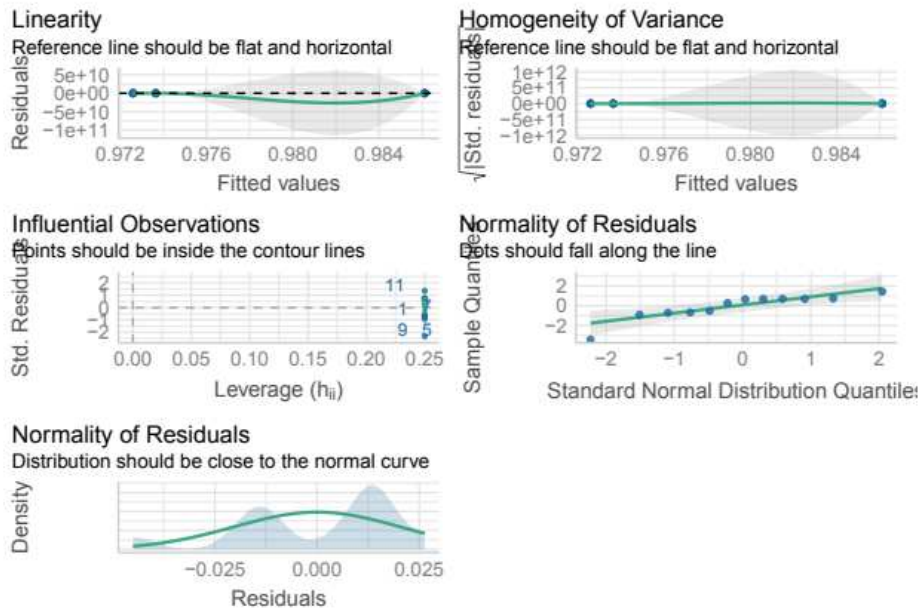 Linearity
Reference line should be flat and horizontal
Residuals
5e+10
0e+00
−5e+10
−1e+11
0.972 0.976 0.980 0.984
Fitted values
Homogeneity of Variance
Reference line should be flat and horizontal
√|Std. residuals|
1e+12
5e+11
0e+00
−5e+11
−1e+12
0.972 0.976 0.980 0.984
Fitted values
Influential Observations
Points should be inside the contour lines
Std. Residuals
2
1
0
−1
−2
11
1
9 5
0.00 0.05 0.10 0.15 0.20 0.25
Leverage (hii)
Normality of Residuals
Dots should fall along the line
Sample Quantiles
2
0
−2
−2 −1 0 1 2
Standard Normal Distribution Quantiles
Normality of Residuals
Distribution should be close to the normal curve
Density
−0.025 0.000 0.025
Residuals